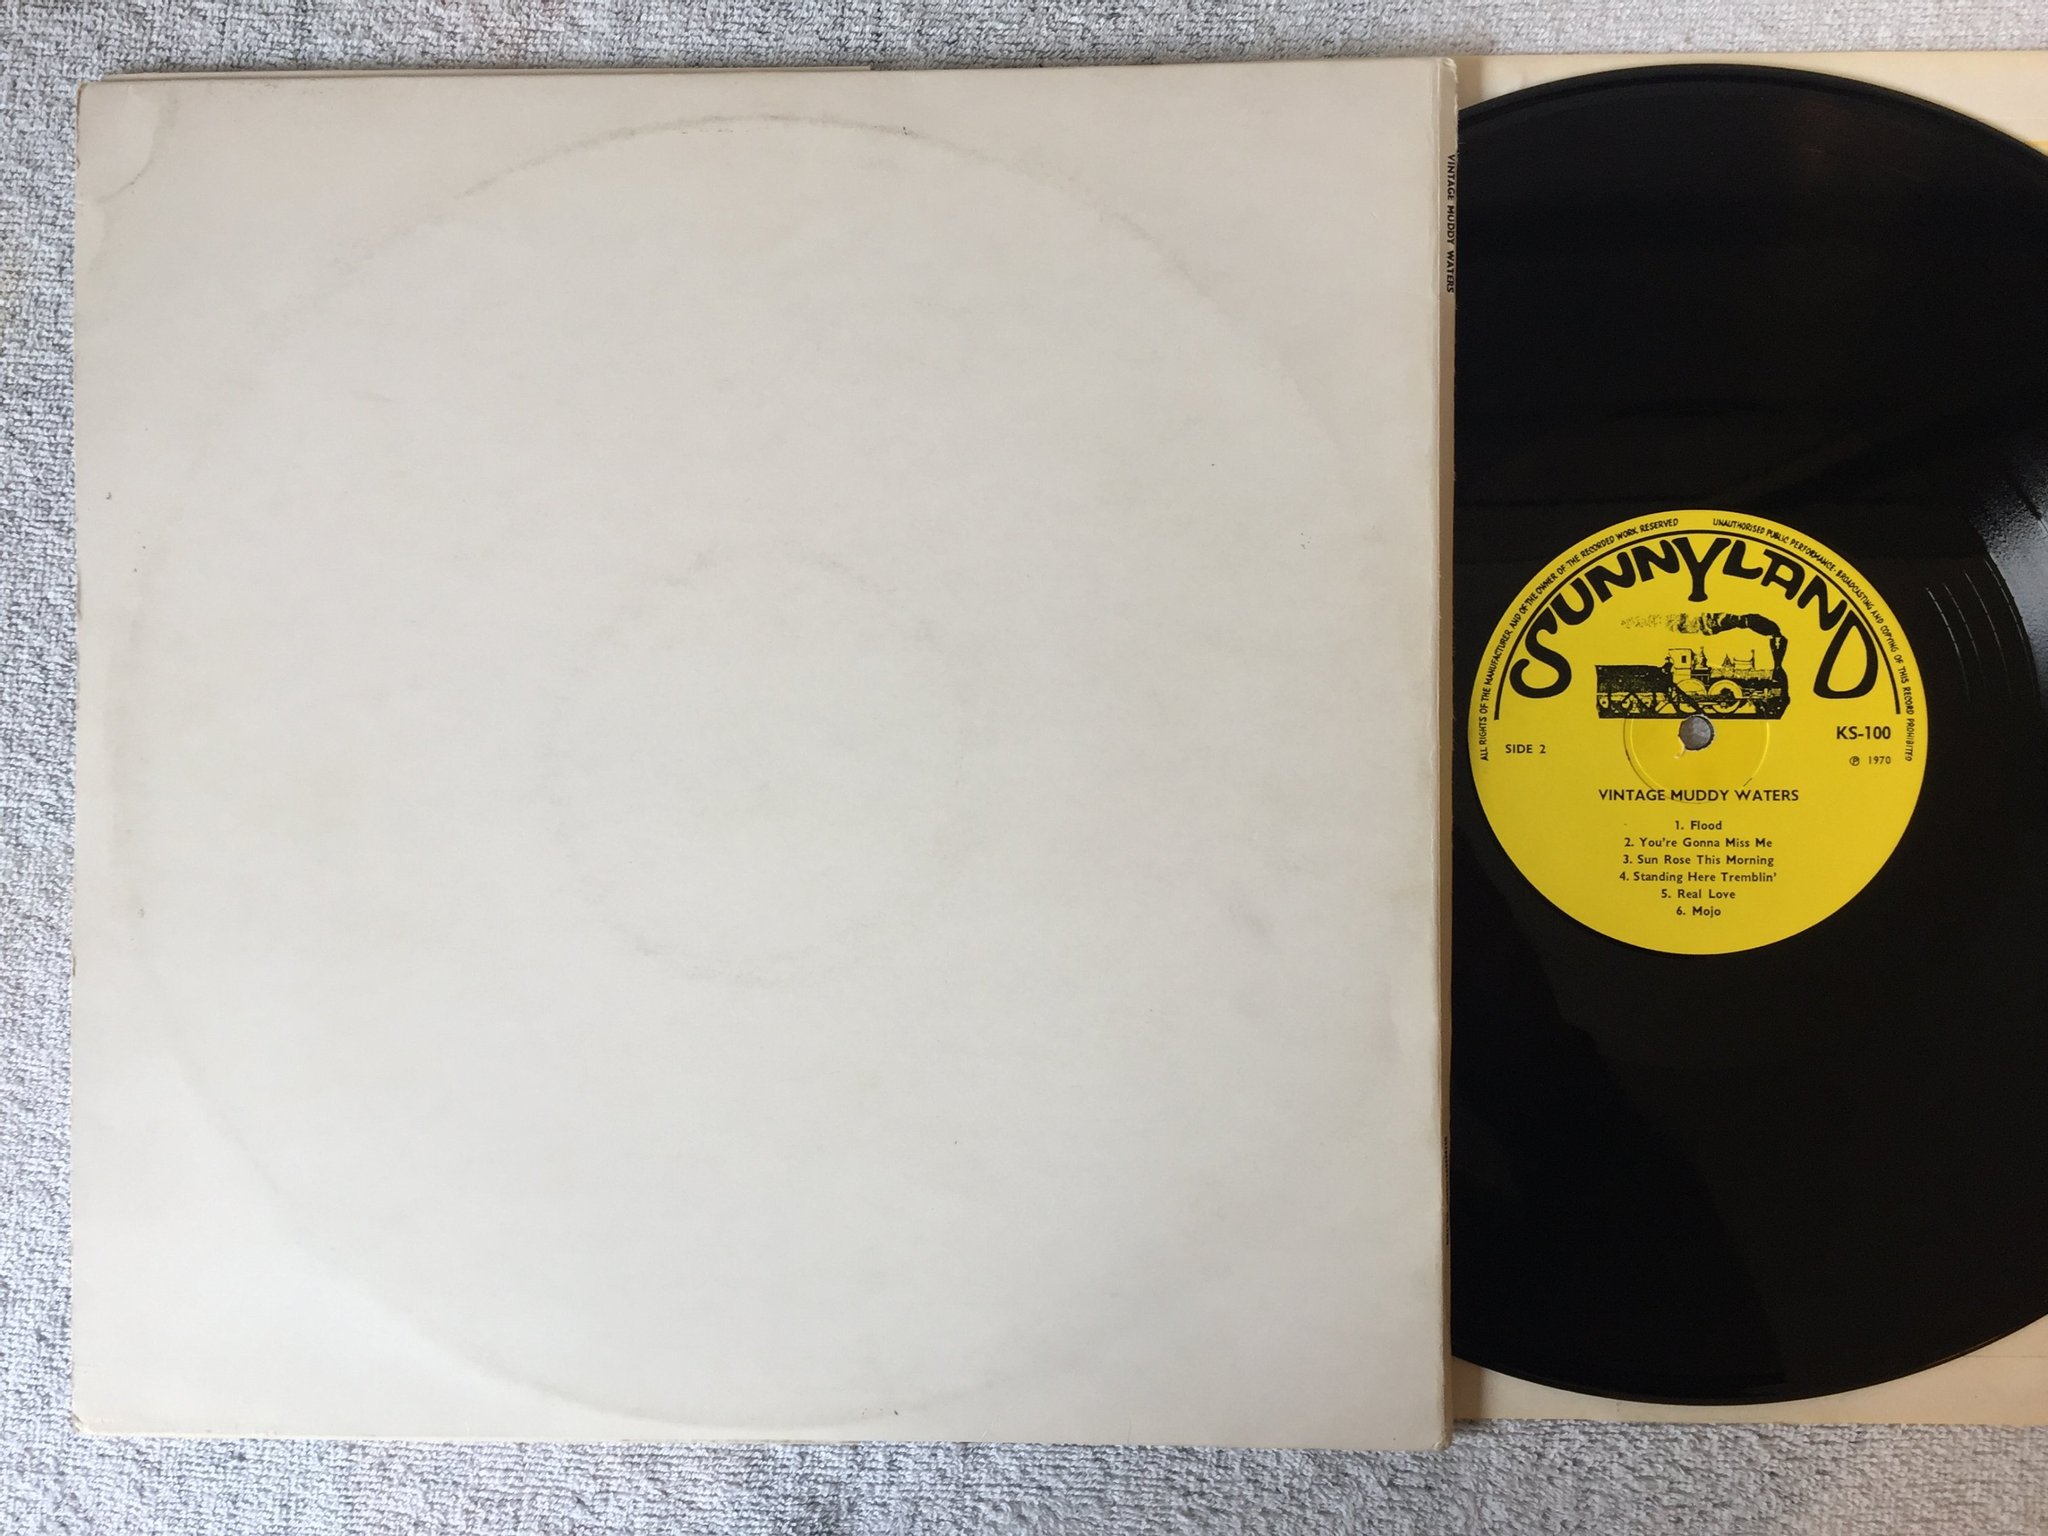 VINTAGE MUDDY WATERS
ALL RIGHTS OF THE MANUFACTURER AND OF THE OWNER OF THE RECORDED WORK RESERVED
UNAUTHORISED PUBLIC PERFORMANCE, BROADCASTING AND COPYING OF THIS RECORD PROHIBITED
SUNNYLAND
KS-100
SIDE 2
℗ 1970
VINTAGE MUDDY WATERS
1. Flood
2. You're Gonna Miss Me
3. Sun Rose This Morning
4. Standing Here Tremblin'
5. Real Love
6. Mojo